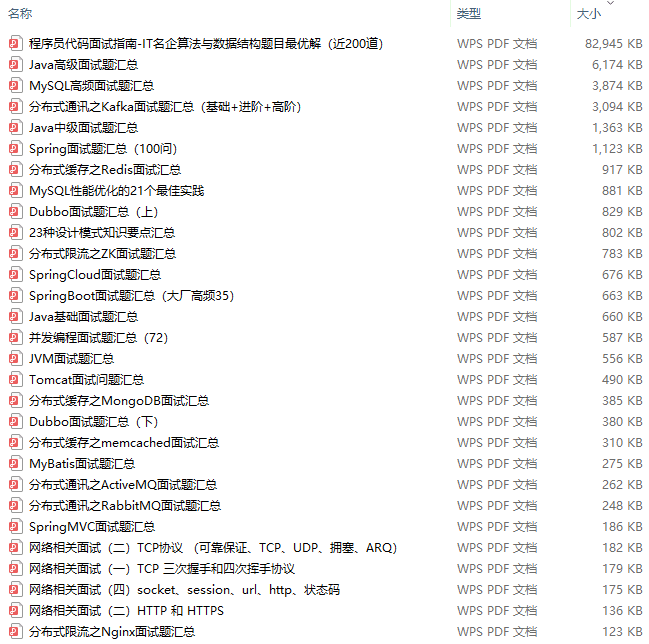 名称 类型 大小
程序员代码面试指南-IT名企算法与数据结构题目最优解（近200道） WPS PDF 文档 82,945 KB
Java高级面试题汇总 WPS PDF 文档 6,174 KB
MySQL高频面试题汇总 WPS PDF 文档 3,874 KB
分布式通讯之Kafka面试题汇总（基础+进阶+高阶） WPS PDF 文档 3,094 KB
Java中级面试题汇总 WPS PDF 文档 1,363 KB
Spring面试题汇总（100问） WPS PDF 文档 1,123 KB
分布式缓存之Redis面试汇总 WPS PDF 文档 917 KB
MySQL性能优化的21个最佳实践 WPS PDF 文档 881 KB
Dubbo面试题汇总（上） WPS PDF 文档 829 KB
23种设计模式知识要点汇总 WPS PDF 文档 802 KB
分布式限流之ZK面试题汇总 WPS PDF 文档 783 KB
SpringCloud面试题汇总 WPS PDF 文档 676 KB
SpringBoot面试题汇总（大厂高频35） WPS PDF 文档 663 KB
Java基础面试题汇总 WPS PDF 文档 660 KB
并发编程面试题汇总（72） WPS PDF 文档 587 KB
JVM面试题汇总 WPS PDF 文档 556 KB
Tomcat面试问题汇总 WPS PDF 文档 490 KB
分布式缓存之MongoDB面试汇总 WPS PDF 文档 385 KB
Dubbo面试题汇总（下） WPS PDF 文档 380 KB
分布式缓存之memcached面试汇总 WPS PDF 文档 310 KB
MyBatis面试题汇总 WPS PDF 文档 275 KB
分布式通讯之ActiveMQ面试题汇总 WPS PDF 文档 262 KB
分布式通讯之RabbitMQ面试题汇总 WPS PDF 文档 248 KB
SpringMVC面试题汇总 WPS PDF 文档 186 KB
网络相关面试（二）TCP协议 （可靠保证、TCP、UDP、拥塞、ARQ） WPS PDF 文档 182 KB
网络相关面试（一）TCP 三次握手和四次挥手协议 WPS PDF 文档 179 KB
网络相关面试（四）socket、session、url、http、状态码 WPS PDF 文档 175 KB
网络相关面试（二）HTTP 和 HTTPS WPS PDF 文档 136 KB
分布式限流之Nginx面试题汇总 WPS PDF 文档 123 KB